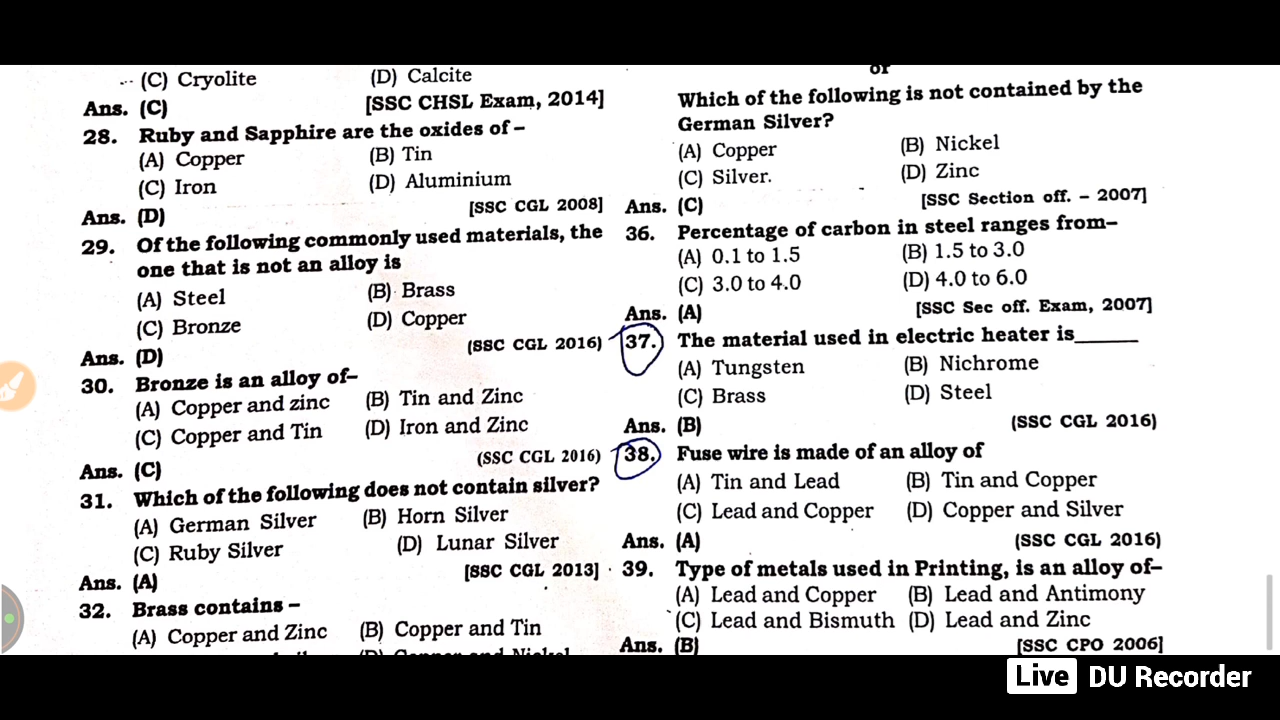 (C) Cryolite (D) Calcite
Ans. (C) [SSC CHSL Exam, 2014]
28. Ruby and Sapphire are the oxides of –
(A) Copper (B) Tin
(C) Iron (D) Aluminium
Ans. (D) [SSC CGL 2008]
29. Of the following commonly used materials, the
one that is not an alloy is
(A) Steel (B) Brass
(C) Bronze (D) Copper
Ans. (D) (SSC CGL 2016)
30. Bronze is an alloy of–
(A) Copper and zinc (B) Tin and Zinc
(C) Copper and Tin (D) Iron and Zinc
Ans. (C) (SSC CGL 2016)
31. Which of the following does not contain silver?
(A) German Silver (B) Horn Silver
(C) Ruby Silver (D) Lunar Silver
Ans. (A) [SSC CGL 2013]
32. Brass contains –
(A) Copper and Zinc (B) Copper and Tin
(D) Copper and Nickel
or
Which of the following is not contained by the
German Silver?
(A) Copper (B) Nickel
(C) Silver. (D) Zinc
Ans. (C) [SSC Section off. - 2007]
36. Percentage of carbon in steel ranges from–
(A) 0.1 to 1.5 (B) 1.5 to 3.0
(C) 3.0 to 4.0 (D) 4.0 to 6.0
Ans. (A) [SSC Sec off. Exam, 2007]
37. The material used in electric heater is_____
(A) Tungsten (B) Nichrome
(C) Brass (D) Steel
Ans. (B) (SSC CGL 2016)
38. Fuse wire is made of an alloy of
(A) Tin and Lead (B) Tin and Copper
(C) Lead and Copper (D) Copper and Silver
Ans. (A) (SSC CGL 2016)
39. Type of metals used in Printing, is an alloy of–
(A) Lead and Copper (B) Lead and Antimony
(C) Lead and Bismuth (D) Lead and Zinc
Ans. (B) [SSC CPO 2006]
Live DU Recorder